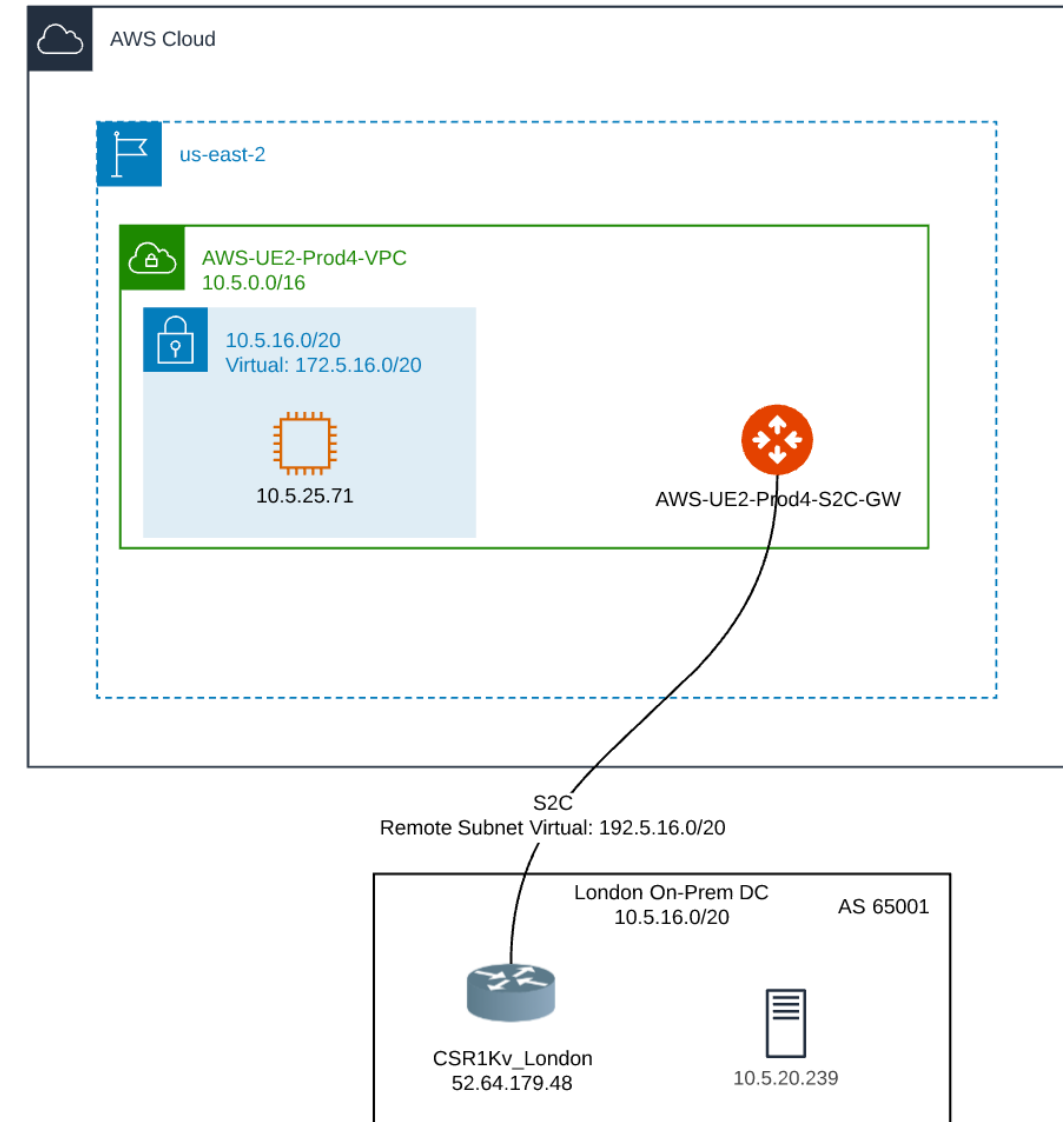 AWS Cloud
us-east-2
AWS-UE2-Prod4-VPC
10.5.0.0/16
10.5.16.0/20
Virtual: 172.5.16.0/20
10.5.25.71
AWS-UE2-Prod4-S2C-GW
S2C
Remote Subnet Virtual: 192.5.16.0/20
London On-Prem DC
10.5.16.0/20
AS 65001
CSR1Kv_London
52.64.179.48
10.5.20.239